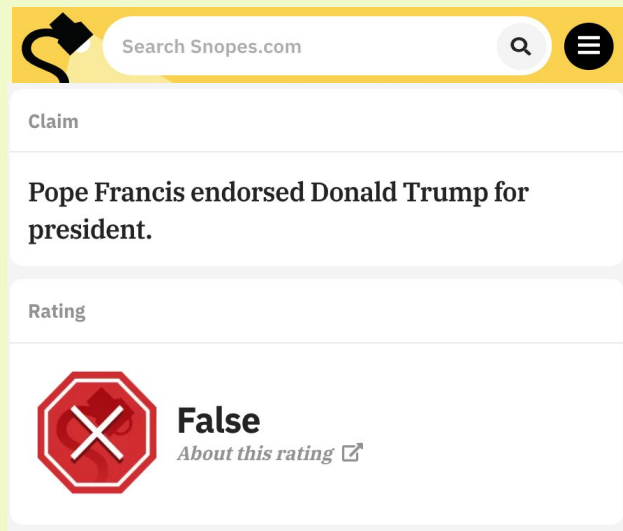 Search Snopes.com
Claim
Pope Francis endorsed Donald Trump for
president.
Rating
False
About this rating